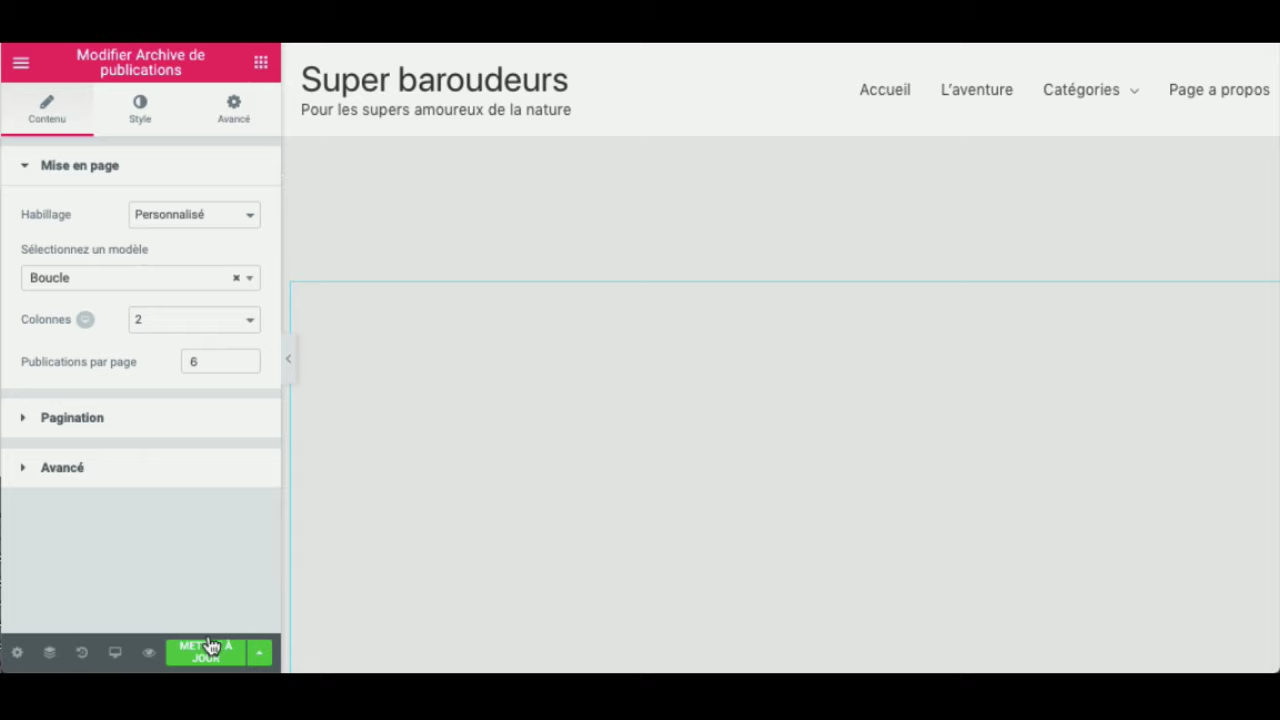 Modifier Archive de
publications
Contenu
Style
Avancé
Mise en page
Habillage
Personnalisé
Sélectionnez un modèle
Boucle
Colonnes
2
Publications par page
6
Pagination
Avancé
À
JOUR
Super baroudeurs
Pour les supers amoureux de la nature
Accueil
L'aventure
Catégories
Page a propos